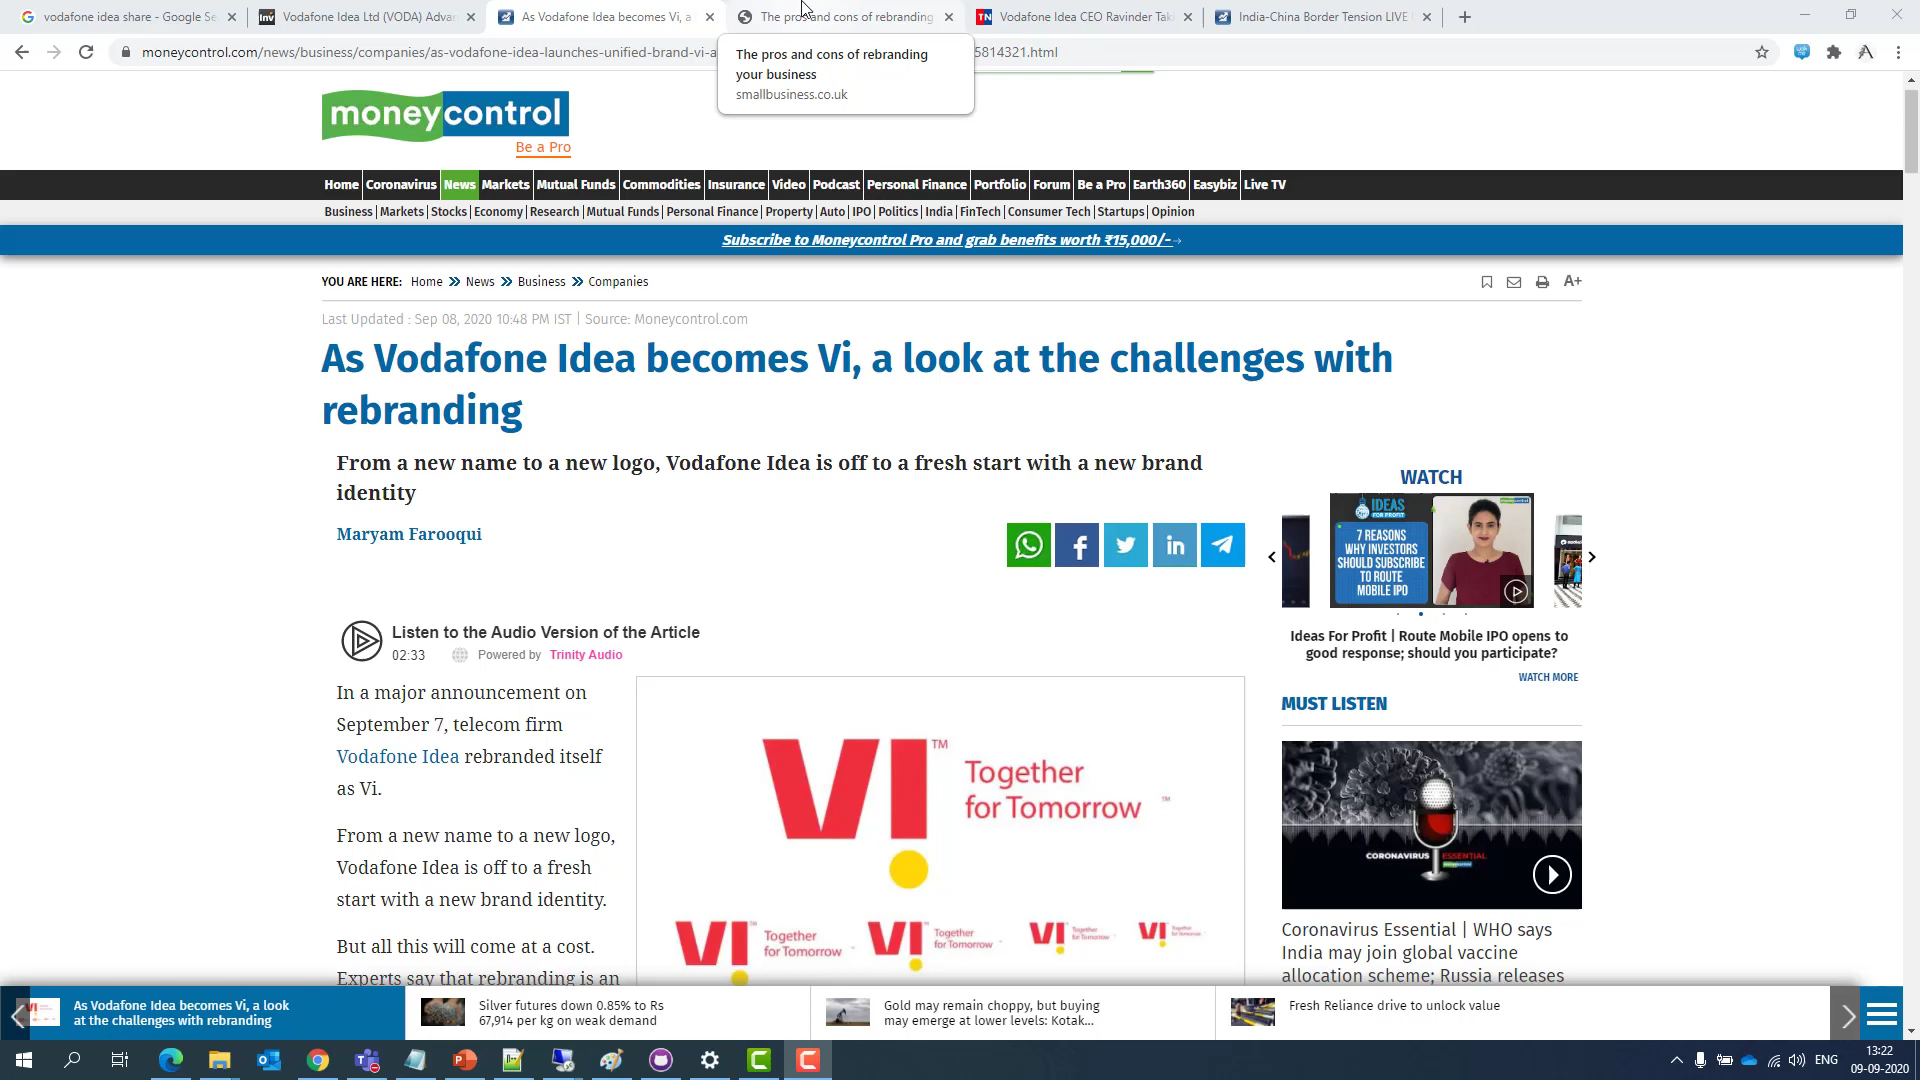 vodafone idea share - Google Se
Vodafone Idea Ltd (VODA) Advan
As Vodafone Idea becomes Vi, a
The pros and cons of rebranding
Vodafone Idea CEO Ravinder Tak
India-China Border Tension LIVE
moneycontrol.com/news/business/companies/as-vodafone-idea-launches-unified-brand-vi-a
5814321.html
The pros and cons of rebranding
your business
smallbusiness.co.uk
moneycontrol
Be a Pro
Home Coronavirus News Markets Mutual Funds Commodities Insurance Video Podcast Personal Finance Portfolio Forum Be a Pro Earth360 Easybiz Live TV
Business | Markets | Stocks | Economy | Research | Mutual Funds | Personal Finance | Property | Auto | IPO | Politics | India | FinTech | Consumer Tech | Startups | Opinion
Subscribe to Moneycontrol Pro and grab benefits worth ₹15,000/-→
YOU ARE HERE: Home News Business Companies
A+
Last Updated : Sep 08, 2020 10:48 PM IST | Source: Moneycontrol.com
As Vodafone Idea becomes Vi, a look at the challenges with
rebranding
From a new name to a new logo, Vodafone Idea is off to a fresh start with a new brand
identity
Maryam Farooqui
Listen to the Audio Version of the Article
02:33 Powered by Trinity Audio
In a major announcement on
September 7, telecom firm
Vodafone Idea rebranded itself
as Vi.
From a new name to a new logo,
Vodafone Idea is off to a fresh
start with a new brand identity.
But all this will come at a cost.
Experts say that rebranding is an
VI™
Together
for Tomorrow ™
VI Together
for Tomorrow
VI Together
for Tomorrow
VI Together
for Tomorrow
VI Together
for Tomorrow
WATCH
IDEAS
FOR PROFIT
7 REASONS
WHY INVESTORS
SHOULD SUBSCRIBE
TO ROUTE
MOBILE IPO
Ideas For Profit | Route Mobile IPO opens to
good response; should you participate?
WATCH MORE
MUST LISTEN
CORONAVIRUS ESSENTIAL
Coronavirus Essential | WHO says
India may join global vaccine
allocation scheme; Russia releases
As Vodafone Idea becomes Vi, a look
at the challenges with rebranding
Silver futures down 0.85% to Rs
67,914 per kg on weak demand
Gold may remain choppy, but buying
may emerge at lower levels: Kotak...
Fresh Reliance drive to unlock value
ENG
13:22
09-09-2020